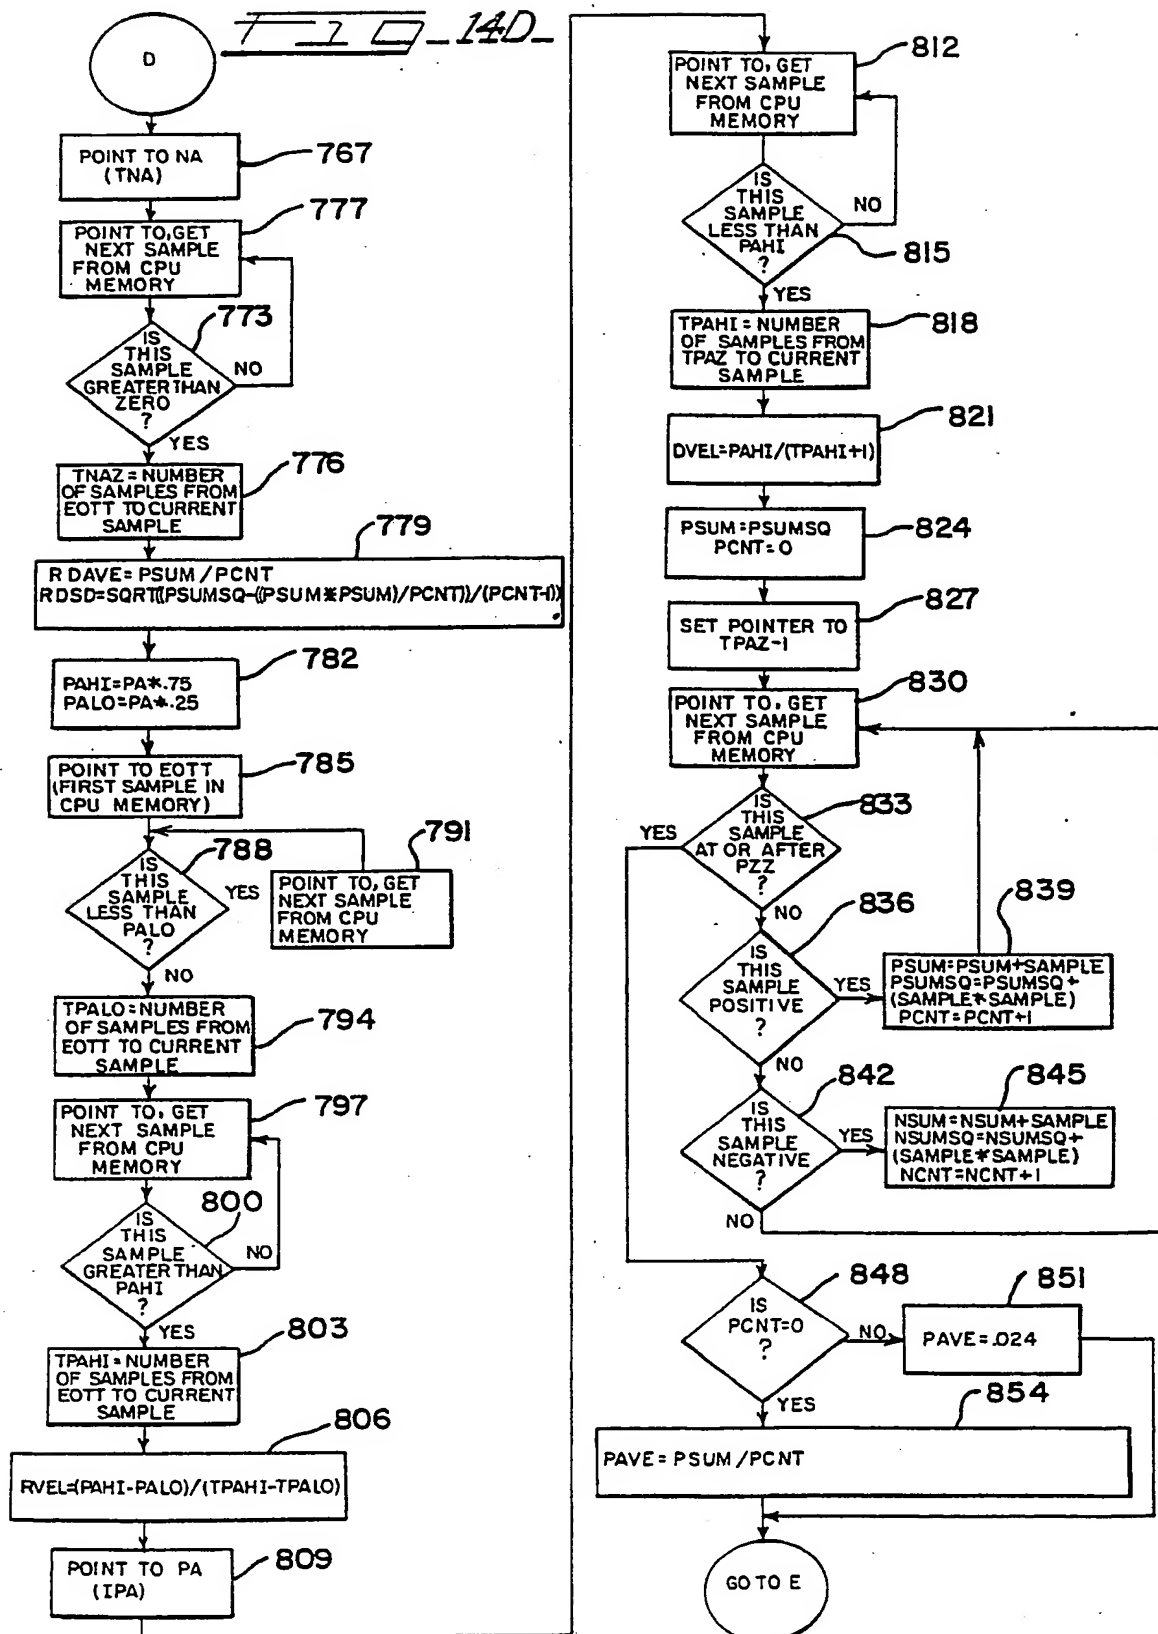 D
FIG_14D_
POINT TO NA
(TNA)
767
POINT TO, GET
NEXT SAMPLE
FROM CPU
MEMORY
777
IS
THIS
SAMPLE
GREATER THAN
ZERO
?
773
NO
YES
TNAZ=NUMBER
OF SAMPLES FROM
EOTT TO CURRENT
SAMPLE
776
779
RDAVE=PSUM/PCNT
RDSD=SQRT((PSUMSQ-((PSUM*PSUM)/PCNT))/(PCNT-1))
PAHI=PA*.75
PALO=PA*.25
782
POINT TO EOTT
(FIRST SAMPLE IN
CPU MEMORY)
785
IS
THIS
SAMPLE
LESS THAN
PALO
?
788
YES
NO
POINT TO, GET
NEXT SAMPLE
FROM CPU
MEMORY
791
TPALO=NUMBER
OF SAMPLES FROM
EOTT TO CURRENT
SAMPLE
794
POINT TO, GET
NEXT SAMPLE
FROM CPU
MEMORY
797
IS
THIS
SAMPLE
GREATER THAN
PAHI
?
800
NO
YES
TPAHI=NUMBER
OF SAMPLES FROM
EOTT TO CURRENT
SAMPLE
803
806
RVEL=(PAHI-PALO)/(TPAHI-TPALO)
POINT TO PA
(IPA)
809
POINT TO, GET
NEXT SAMPLE
FROM CPU
MEMORY
812
IS
THIS
SAMPLE
LESS THAN
PAHI
?
NO
815
YES
TPAHI=NUMBER
OF SAMPLES FROM
TPAZ TO CURRENT
SAMPLE
818
DVEL=PAHI/(TPAHI+1)
821
PSUM=PSUMSQ
PCNT=0
824
SET POINTER TO
TPAZ-1
827
POINT TO, GET
NEXT SAMPLE
FROM CPU
MEMORY
830
IS
THIS
SAMPLE
AT OR AFTER
PZZ
?
833
YES
NO
IS
THIS
SAMPLE
POSITIVE
?
836
YES
NO
PSUM=PSUM+SAMPLE
PSUMSQ=PSUMSQ+
(SAMPLE*SAMPLE)
PCNT=PCNT+1
839
IS
THIS
SAMPLE
NEGATIVE
?
842
YES
NO
NSUM=NSUM+SAMPLE
NSUMSQ=NSUMSQ+
(SAMPLE*SAMPLE)
NCNT=NCNT+1
845
IS
PCNT=0
?
848
NO
YES
PAVE=.024
851
PAVE=PSUM/PCNT
854
GO TO E